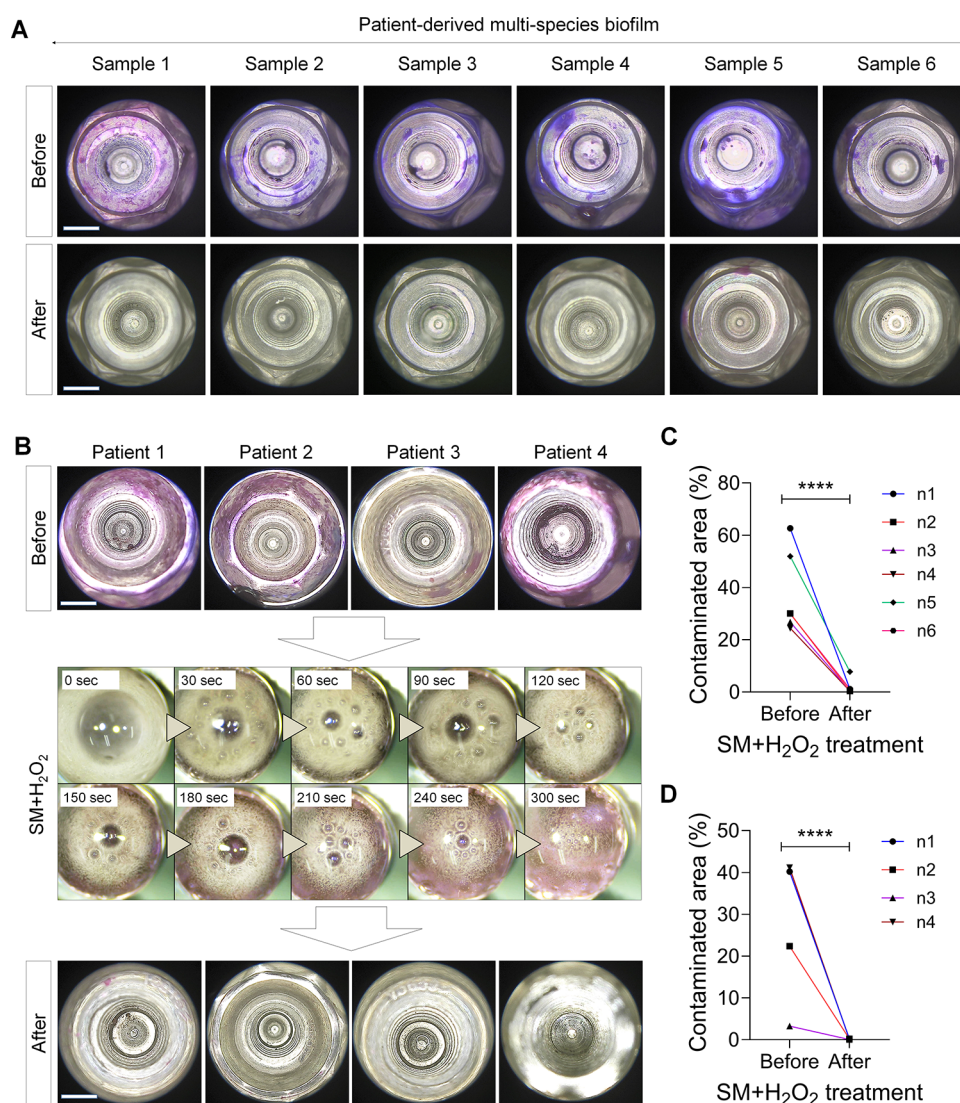 A
Patient-derived multi-species biofilm
Sample 1 Sample 2 Sample 3 Sample 4 Sample 5 Sample 6
Before
After
B
Patient 1 Patient 2 Patient 3 Patient 4
Before
0 sec 30 sec 60 sec 90 sec 120 sec
SM+H₂O₂
150 sec 180 sec 210 sec 240 sec 300 sec
After
C
Contaminated area (%)
80
60
40
20
0
****
n1
n2
n3
n4
n5
n6
Before After
SM+H₂O₂ treatment
D
Contaminated area (%)
50
40
30
20
10
0
****
n1
n2
n3
n4
Before After
SM+H₂O₂ treatment